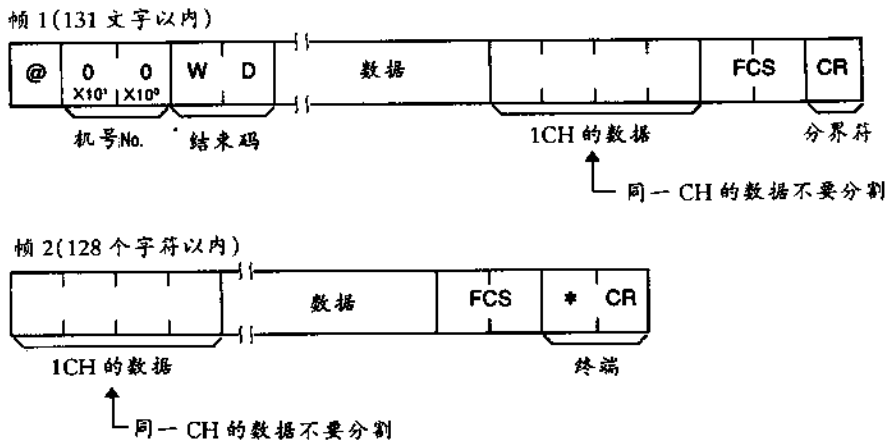 帧 1(131 文字以内)
@ 0 0 W D 数据 FCS CR
X10¹ X10⁰
机号No. 结束码 1CH 的数据 分界符
同一 CH 的数据不要分割
帧 2(128 个字符以内)
数据 FCS * CR
1CH 的数据 终端
同一 CH 的数据不要分割